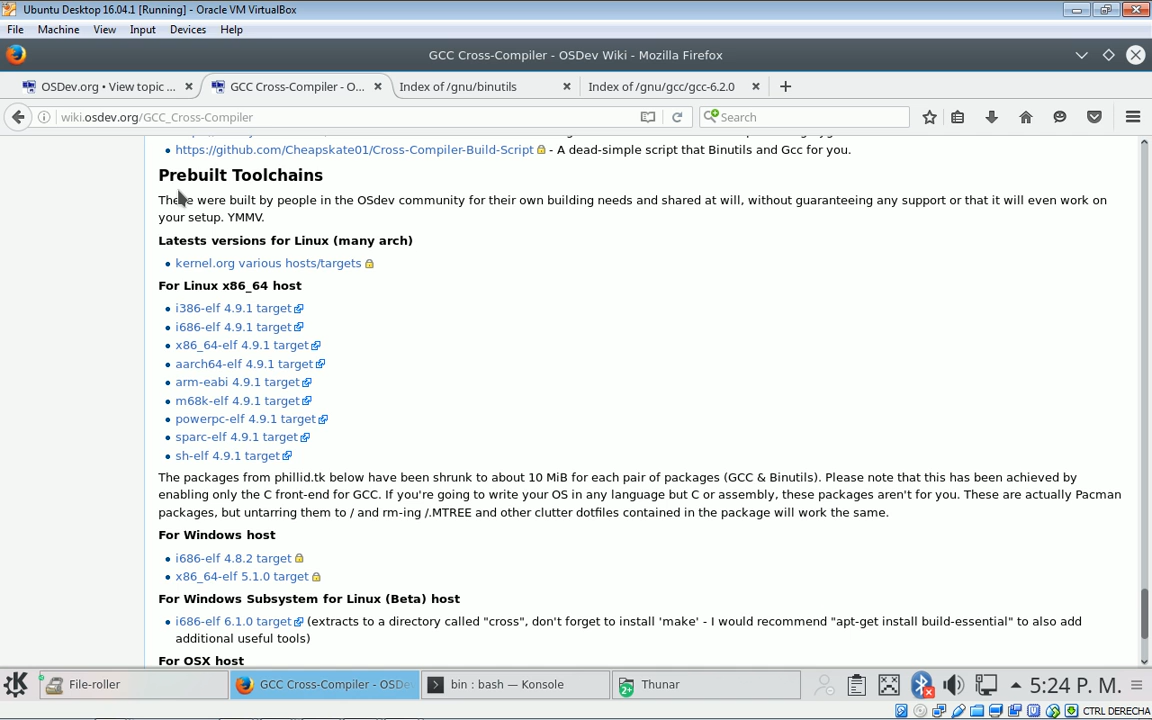 Ubuntu Desktop 16.04.1 [Running] - Oracle VM VirtualBox
File Machine View Input Devices Help
GCC Cross-Compiler - OSDev Wiki - Mozilla Firefox
OSDev.org • View topic ... GCC Cross-Compiler - O... Index of /gnu/binutils Index of /gnu/gcc/gcc-6.2.0
wiki.osdev.org/GCC_Cross-Compiler Search
• https://github.com/Cheapskate01/Cross-Compiler-Build-Script - A dead-simple script that Binutils and Gcc for you.
Prebuilt Toolchains
These were built by people in the OSdev community for their own building needs and shared at will, without guaranteeing any support or that it will even work on
your setup. YMMV.
Latests versions for Linux (many arch)
• kernel.org various hosts/targets
For Linux x86_64 host
• i386-elf 4.9.1 target
• i686-elf 4.9.1 target
• x86_64-elf 4.9.1 target
• aarch64-elf 4.9.1 target
• arm-eabi 4.9.1 target
• m68k-elf 4.9.1 target
• powerpc-elf 4.9.1 target
• sparc-elf 4.9.1 target
• sh-elf 4.9.1 target
The packages from phillid.tk below have been shrunk to about 10 MiB for each pair of packages (GCC & Binutils). Please note that this has been achieved by
enabling only the C front-end for GCC. If you're going to write your OS in any language but C or assembly, these packages aren't for you. These are actually Pacman
packages, but untarring them to / and rm-ing /.MTREE and other clutter dotfiles contained in the package will work the same.
For Windows host
• i686-elf 4.8.2 target
• x86_64-elf 5.1.0 target
For Windows Subsystem for Linux (Beta) host
• i686-elf 6.1.0 target (extracts to a directory called "cross", don't forget to install 'make' - I would recommend "apt-get install build-essential" to also add
additional useful tools)
For OSX host
File-roller GCC Cross-Compiler - OSDe bin : bash — Konsole 2 Thunar 5:24 P. M.
CTRL DERECHA